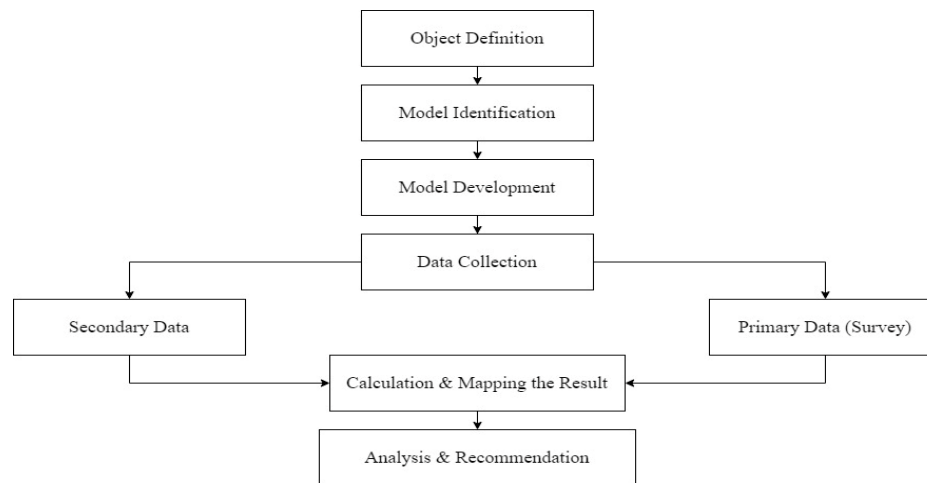 Object Definition
Model Identification
Model Development
Data Collection
Secondary Data
Primary Data (Survey)
Calculation & Mapping the Result
Analysis & Recommendation